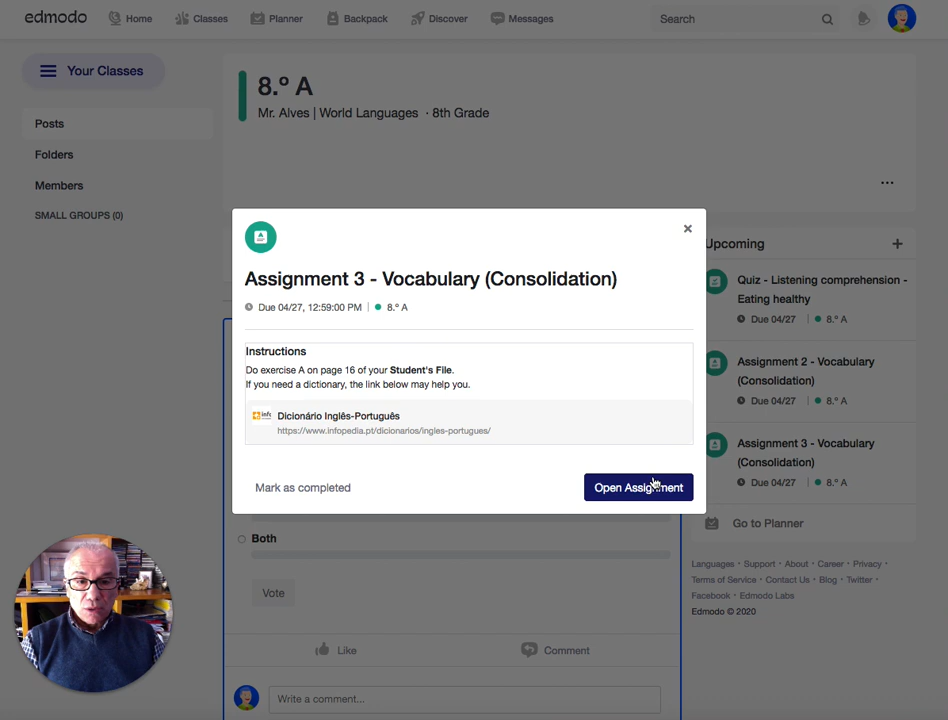 edmodo
Home
Classes
Planner
Backpack
Discover
Messages
Search
Your Classes
Posts
Folders
Members
SMALL GROUPS (0)
8.º A
Mr. Alves | World Languages · 8th Grade
...
×
Assignment 3 - Vocabulary (Consolidation)
Due 04/27, 12:59:00 PM | 8.º A
Instructions
Do exercise A on page 16 of your Student's File.
If you need a dictionary, the link below may help you.
Dicionário Inglês-Português
https://www.infopedia.pt/dicionarios/ingles-portugues/
Mark as completed
Open Assignment
Both
Vote
Like
Comment
Write a comment...
Upcoming
+
Quiz - Listening comprehension -
Eating healthy
Due 04/27 | 8.º A
Assignment 2 - Vocabulary
(Consolidation)
Due 04/27 | 8.º A
Assignment 3 - Vocabulary
(Consolidation)
Due 04/27 | 8.º A
Go to Planner
Languages · Support · About · Career · Privacy ·
Terms of Service · Contact Us · Blog · Twitter ·
Facebook · Edmodo Labs
Edmodo © 2020